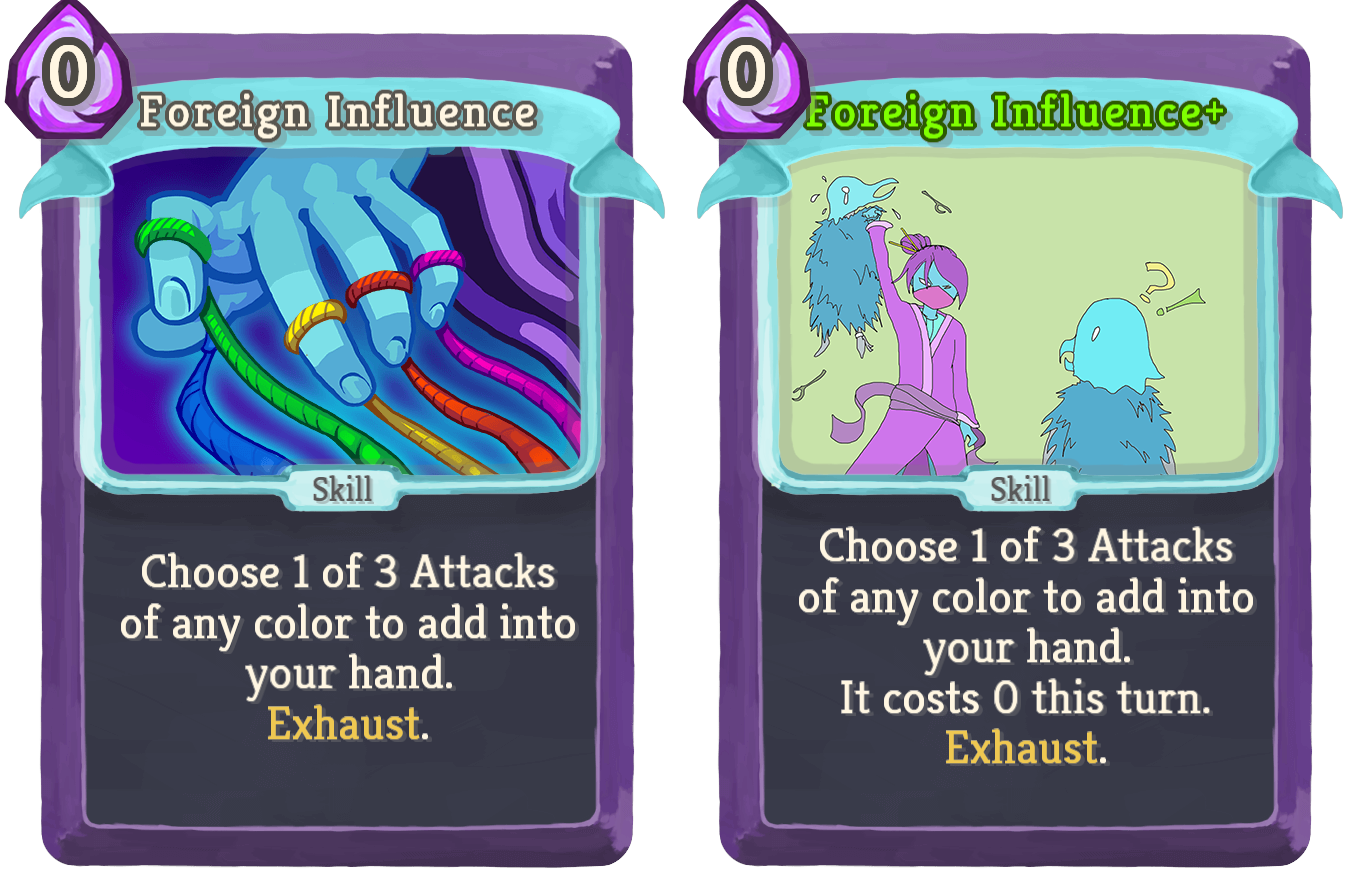 0
Foreign Influence
Skill
Choose 1 of 3 Attacks
of any color to add into
your hand.
Exhaust.
0
Foreign Influence+
?!
Skill
Choose 1 of 3 Attacks
of any color to add into
your hand.
It costs 0 this turn.
Exhaust.